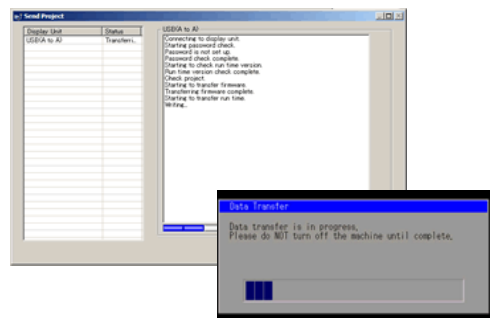 Send Project
Display Unit Status
USB(A to A) Transferri..
USB(A to A)
Connecting to display unit.
Starting password check.
Password is not set up.
Password check complete.
Starting to check run time version.
Run time version check complete.
Check project.
Starting to transfer firmware.
Transferring firmware complete.
Starting to transfer run time.
Writing...
Data Transfer
Data transfer is in progress,
Please do NOT turn off the machine until complete,